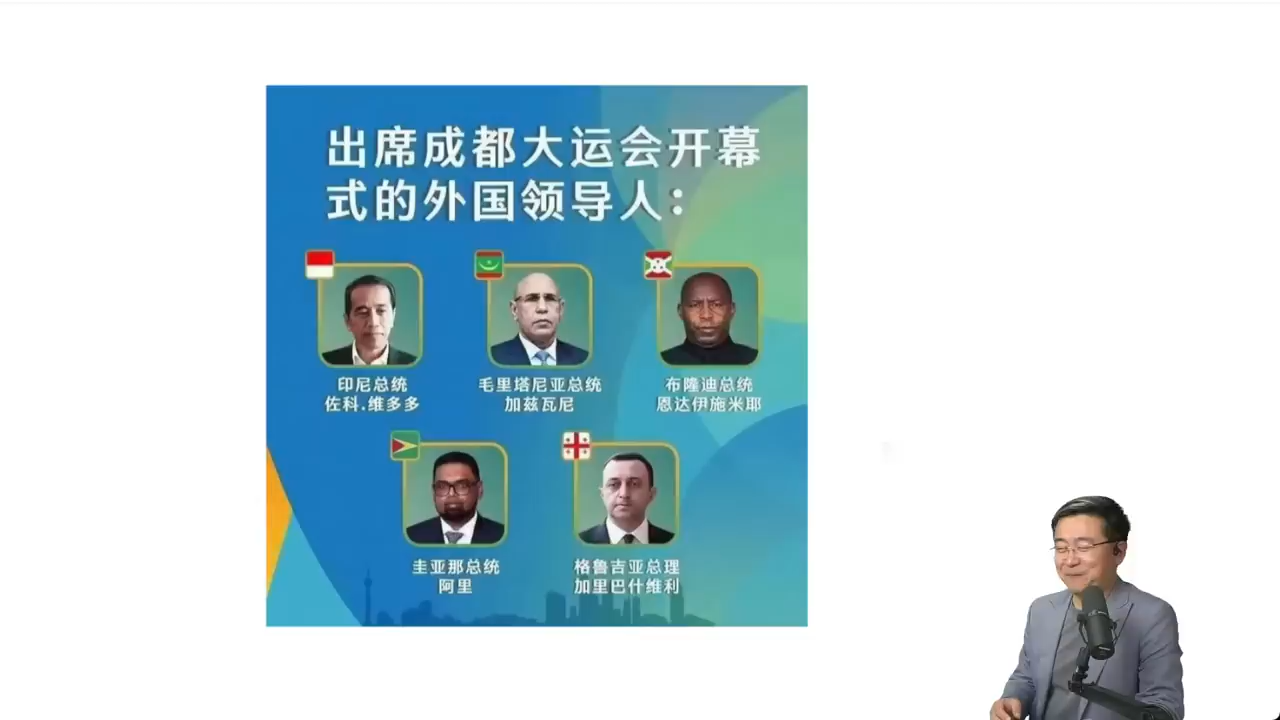 出席成都大运会开幕
式的外国领导人：
印尼总统
佐科.维多多
毛里塔尼亚总统
加兹瓦尼
布隆迪总统
恩达伊施米耶
圭亚那总统
阿里
格鲁吉亚总理
加里巴什维利